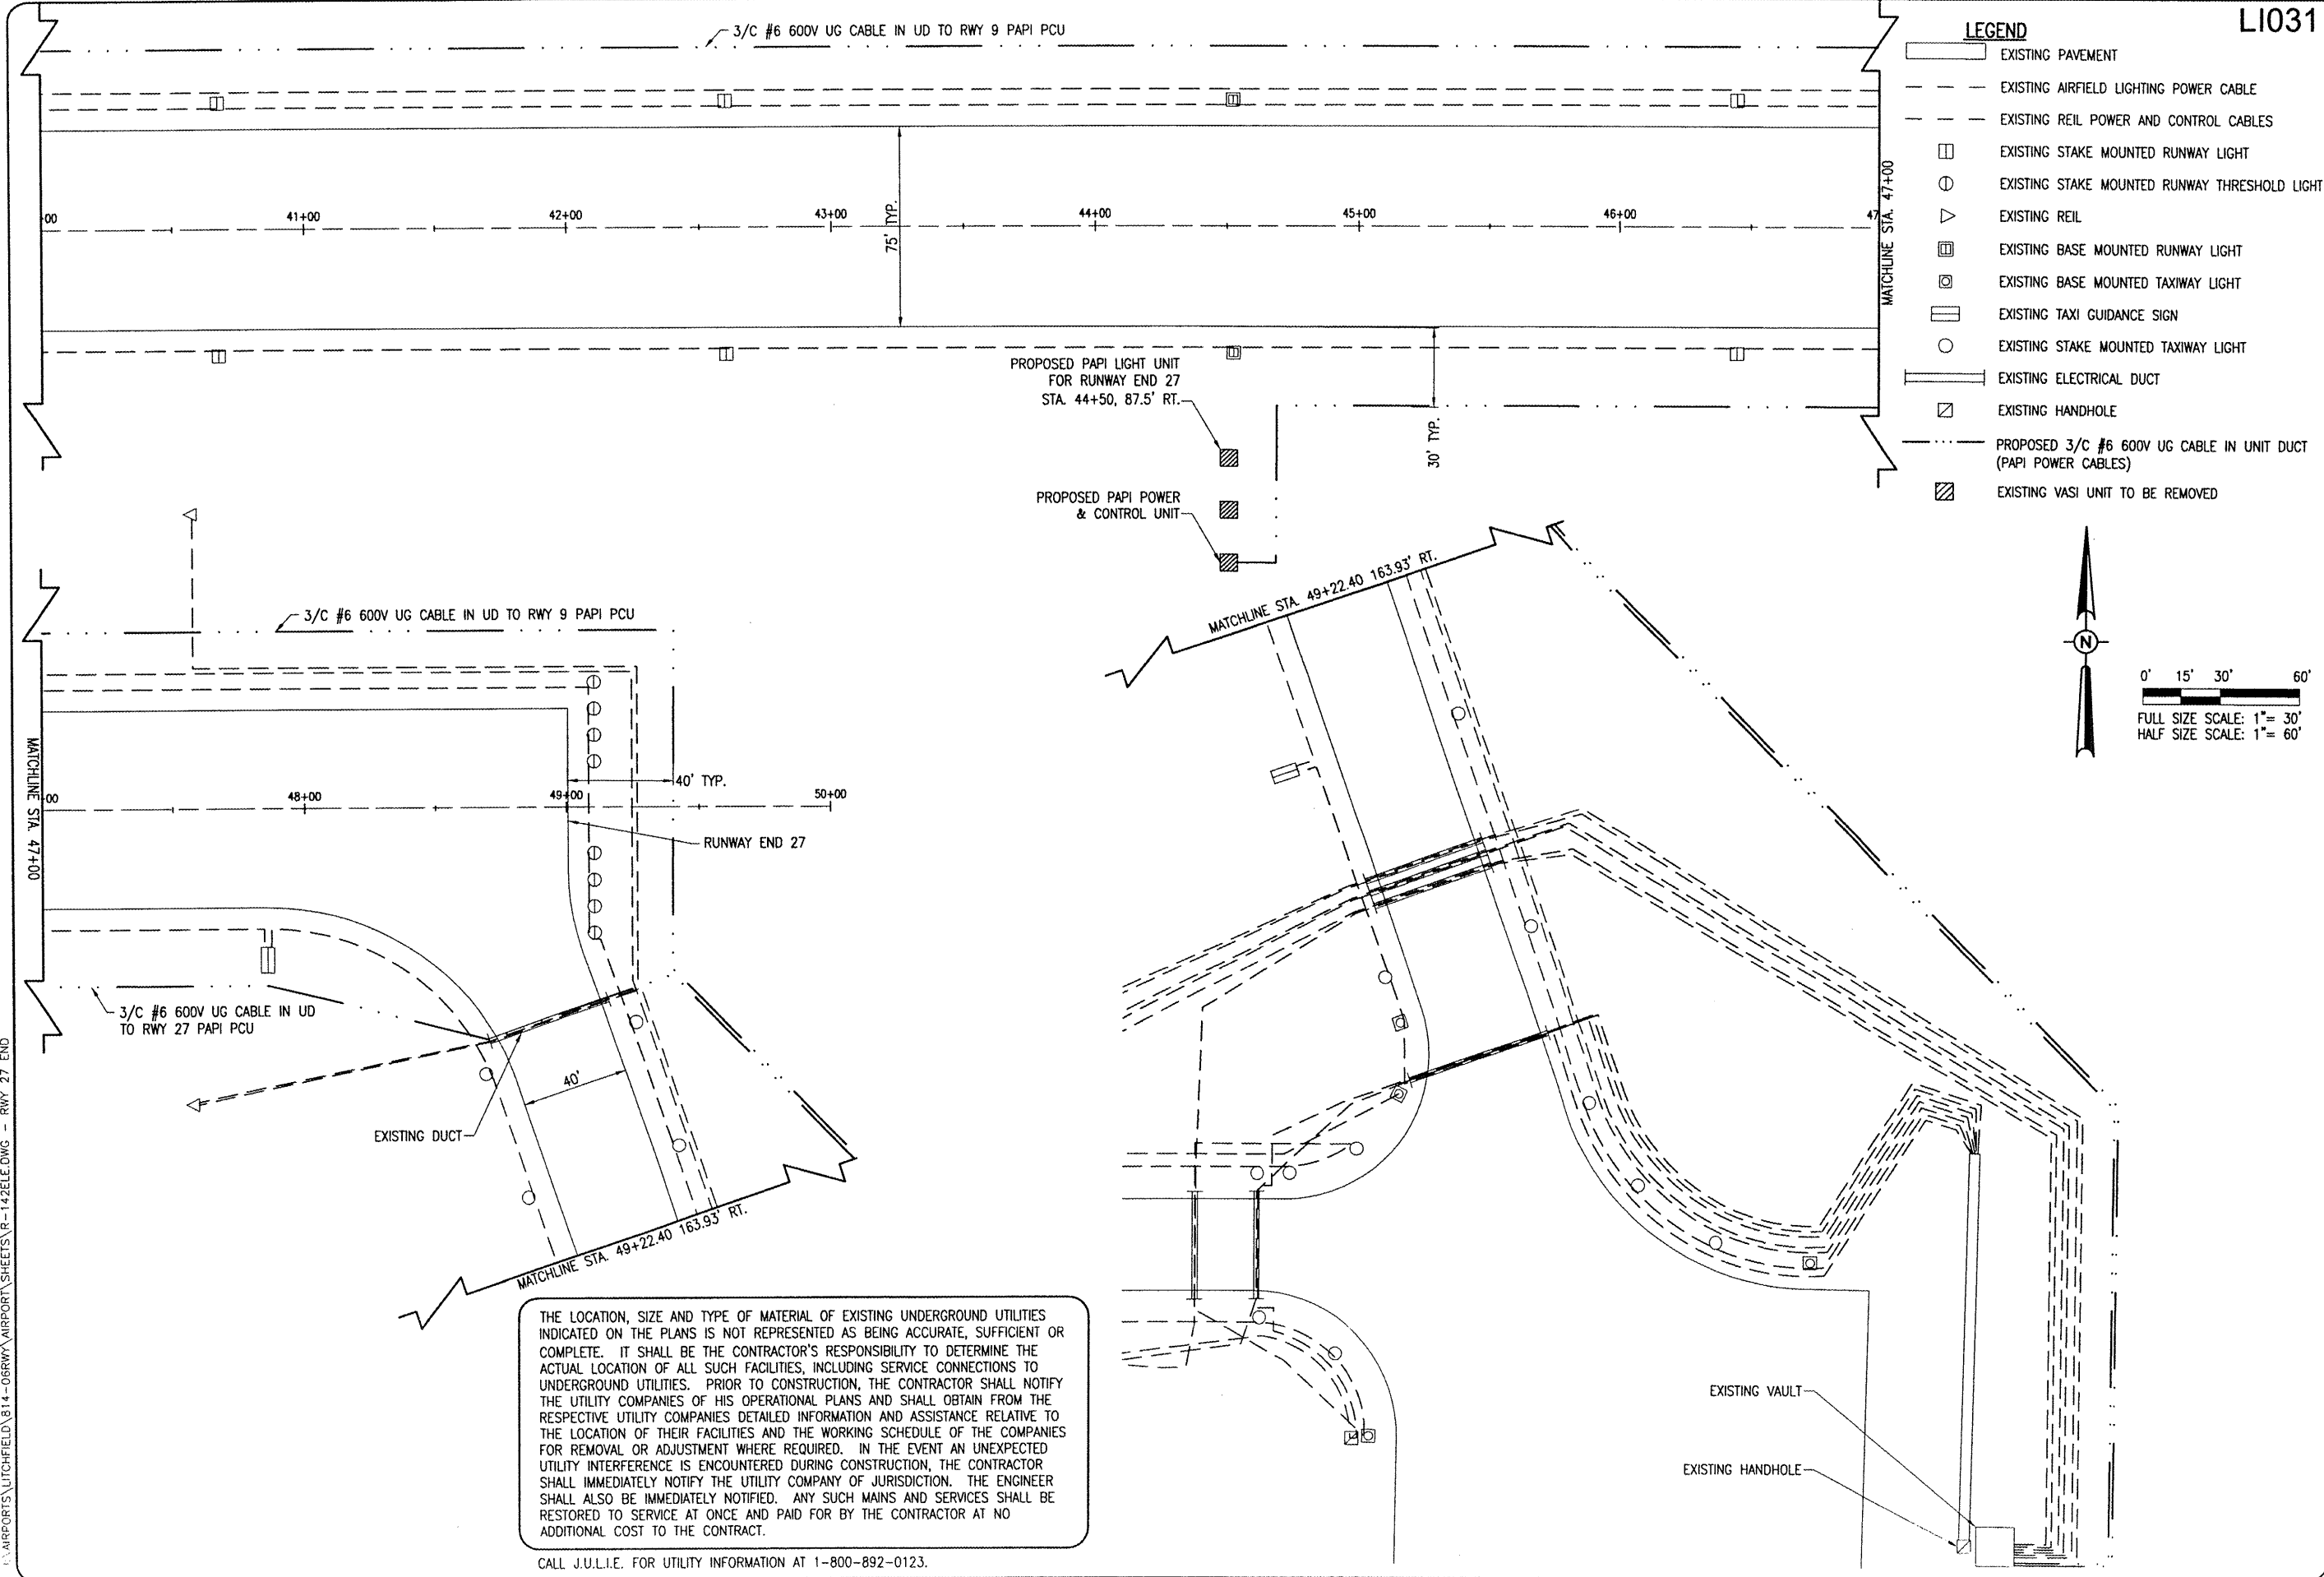 LI031
3/C #6 600V UG CABLE IN UD TO RWY 9 PAPI PCU
LEGEND
EXISTING PAVEMENT
EXISTING AIRFIELD LIGHTING POWER CABLE
EXISTING REIL POWER AND CONTROL CABLES
EXISTING STAKE MOUNTED RUNWAY LIGHT
EXISTING STAKE MOUNTED RUNWAY THRESHOLD LIGHT
EXISTING REIL
EXISTING BASE MOUNTED RUNWAY LIGHT
EXISTING BASE MOUNTED TAXIWAY LIGHT
EXISTING TAXI GUIDANCE SIGN
EXISTING STAKE MOUNTED TAXIWAY LIGHT
EXISTING ELECTRICAL DUCT
EXISTING HANDHOLE
PROPOSED 3/C #6 600V UG CABLE IN UNIT DUCT
(PAPI POWER CABLES)
EXISTING VASI UNIT TO BE REMOVED
00
41+00
42+00
43+00
44+00
45+00
46+00
47
75' TYP.
MATCHLINE STA. 47+00
PROPOSED PAPI LIGHT UNIT
FOR RUNWAY END 27
STA. 44+50, 87.5' RT.
30' TYP.
PROPOSED PAPI POWER
& CONTROL UNIT
N
0' 15' 30' 60'
FULL SIZE SCALE: 1"= 30'
HALF SIZE SCALE: 1"= 60'
3/C #6 600V UG CABLE IN UD TO RWY 9 PAPI PCU
MATCHLINE STA. 47+00
00
48+00
49+00
50+00
40' TYP.
RUNWAY END 27
3/C #6 600V UG CABLE IN UD
TO RWY 27 PAPI PCU
40'
EXISTING DUCT
MATCHLINE STA. 49+22.40 163.93' RT.
MATCHLINE STA. 49+22.40 163.93' RT.
EXISTING VAULT
EXISTING HANDHOLE
THE LOCATION, SIZE AND TYPE OF MATERIAL OF EXISTING UNDERGROUND UTILITIES
INDICATED ON THE PLANS IS NOT REPRESENTED AS BEING ACCURATE, SUFFICIENT OR
COMPLETE. IT SHALL BE THE CONTRACTOR'S RESPONSIBILITY TO DETERMINE THE
ACTUAL LOCATION OF ALL SUCH FACILITIES, INCLUDING SERVICE CONNECTIONS TO
UNDERGROUND UTILITIES. PRIOR TO CONSTRUCTION, THE CONTRACTOR SHALL NOTIFY
THE UTILITY COMPANIES OF HIS OPERATIONAL PLANS AND SHALL OBTAIN FROM THE
RESPECTIVE UTILITY COMPANIES DETAILED INFORMATION AND ASSISTANCE RELATIVE TO
THE LOCATION OF THEIR FACILITIES AND THE WORKING SCHEDULE OF THE COMPANIES
FOR REMOVAL OR ADJUSTMENT WHERE REQUIRED. IN THE EVENT AN UNEXPECTED
UTILITY INTERFERENCE IS ENCOUNTERED DURING CONSTRUCTION, THE CONTRACTOR
SHALL IMMEDIATELY NOTIFY THE UTILITY COMPANY OF JURISDICTION. THE ENGINEER
SHALL ALSO BE IMMEDIATELY NOTIFIED. ANY SUCH MAINS AND SERVICES SHALL BE
RESTORED TO SERVICE AT ONCE AND PAID FOR BY THE CONTRACTOR AT NO
ADDITIONAL COST TO THE CONTRACT.
CALL J.U.L.I.E. FOR UTILITY INFORMATION AT 1-800-892-0123.
\AIRPORTS\LITCHFIELD\814-06RWY\AIRPORT\SHEETS\R-142ELE.DWG - RWY 27 END